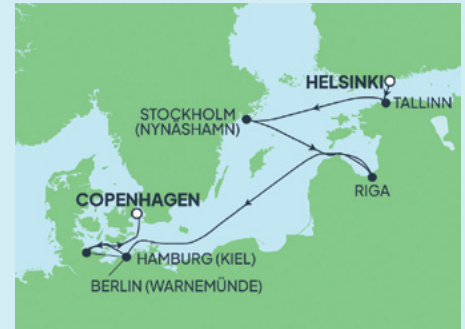 HELSINKI
TALLINN
STOCKHOLM
(NYNÄSHAMN)
RIGA
COPENHAGEN
HAMBURG (KIEL)
BERLIN (WARNEMÜNDE)